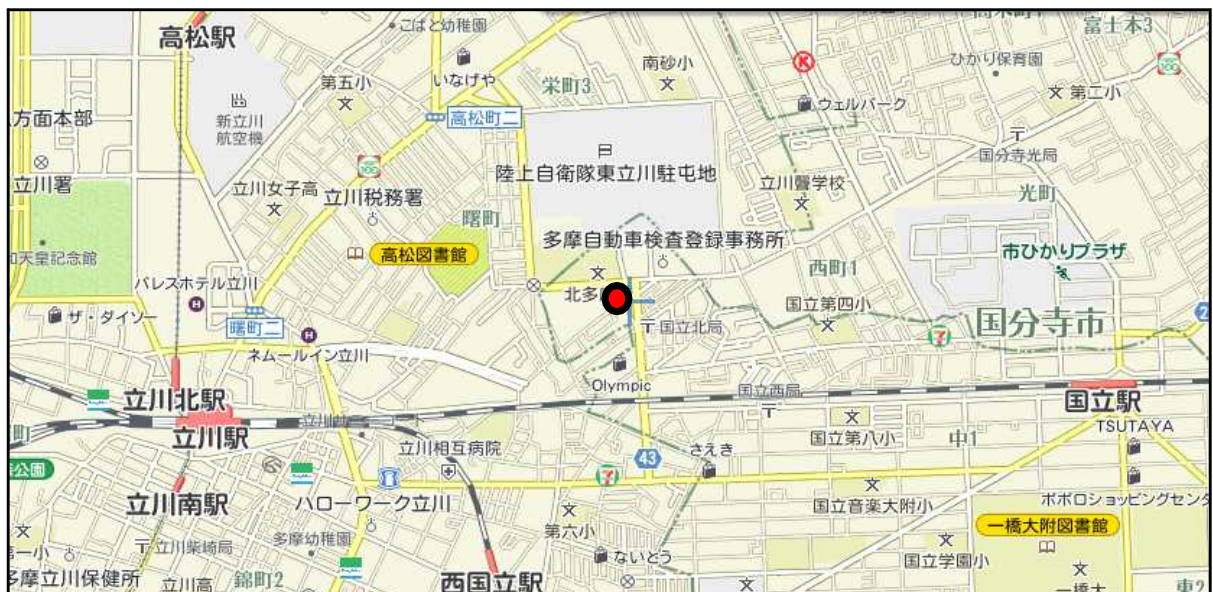 高松駅
こばと幼稚園
富士本3
いなげや
第五小
栄町3
南砂小
ひかり保育園
第二小
ウェルパーク
新立川
航空機
高松町二
方面本部
立川署
国分寺光局
陸上自衛隊東立川駐屯地
立川女子高
立川税務署
立川聾学校
光町
曙町
多摩自動車検査登録事務所
高松図書館
市ひかりプラザ
天皇記念館
西町1
パレスホテル立川
北多
国立第四小
ザ・ダイソー
曙町二
国立北局
国分寺市
ネムールイン立川
Olympic
国立西局
立川北駅
国立駅
立川駅
TSUTAYA
立川相互病院
43
さえき
国立第八小
中1
公園
立川南駅
ハローワーク立川
国立音楽大附小
ポポロショッピングセン
一橋大附図書館
第六小
多摩幼稚園
立川柴崎局
第一小
ないとう
国立学園小
多摩立川保健所
立川高
錦町2
西国立駅
一橋大
東2